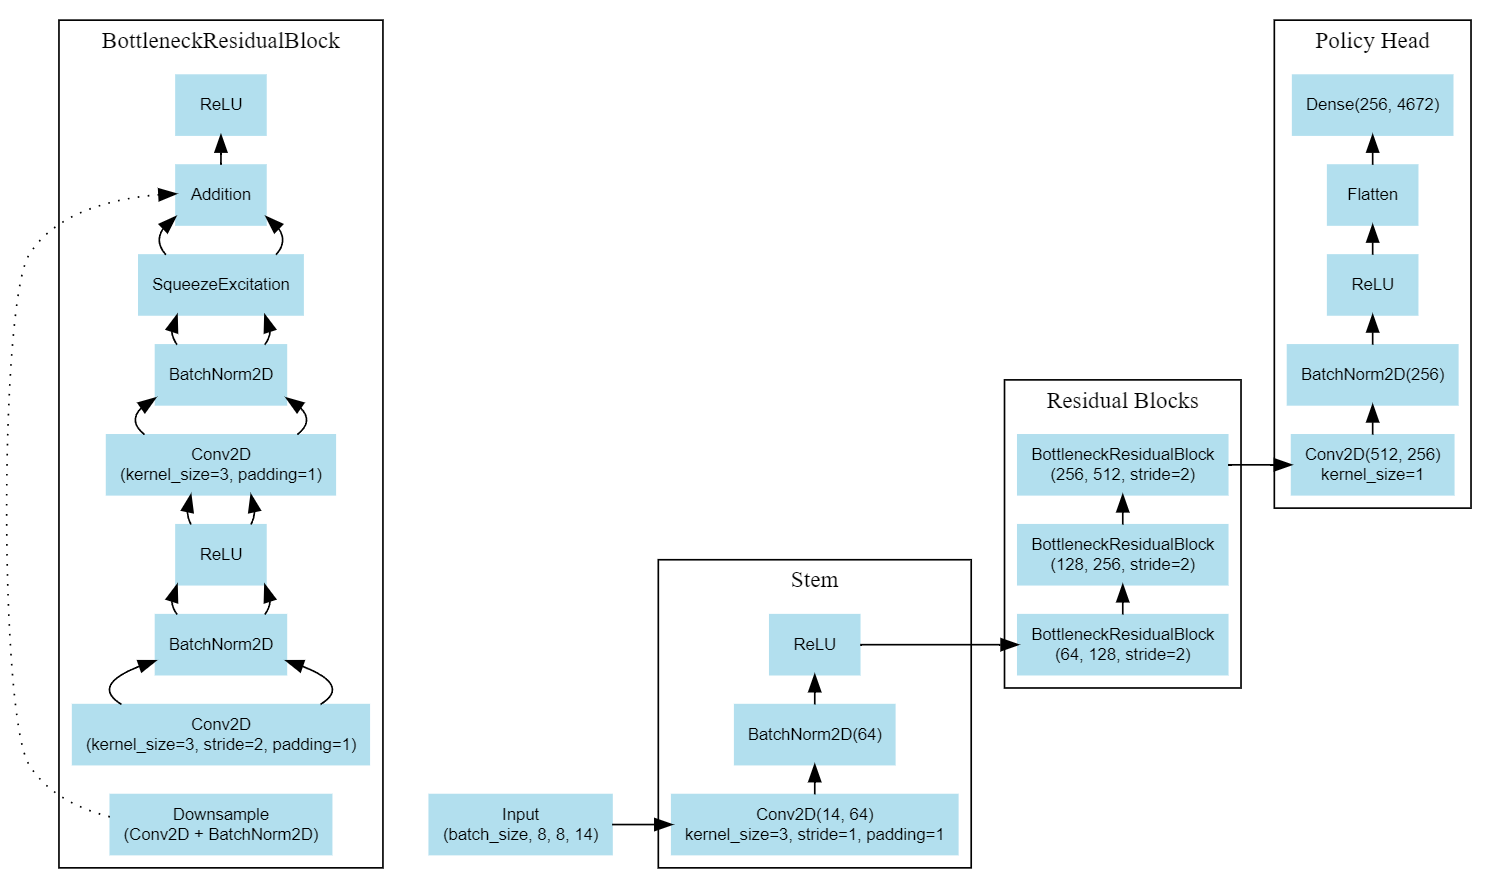 BottleneckResidualBlock
ReLU
Addition
SqueezeExcitation
BatchNorm2D
Conv2D
(kernel_size=3, padding=1)
ReLU
BatchNorm2D
Conv2D
(kernel_size=3, stride=2, padding=1)
Downsample
(Conv2D + BatchNorm2D)
Input
(batch_size, 8, 8, 14)
Stem
ReLU
BatchNorm2D(64)
Conv2D(14, 64)
kernel_size=3, stride=1, padding=1
Residual Blocks
BottleneckResidualBlock
(256, 512, stride=2)
BottleneckResidualBlock
(128, 256, stride=2)
BottleneckResidualBlock
(64, 128, stride=2)
Policy Head
Dense(256, 4672)
Flatten
ReLU
BatchNorm2D(256)
Conv2D(512, 256)
kernel_size=1